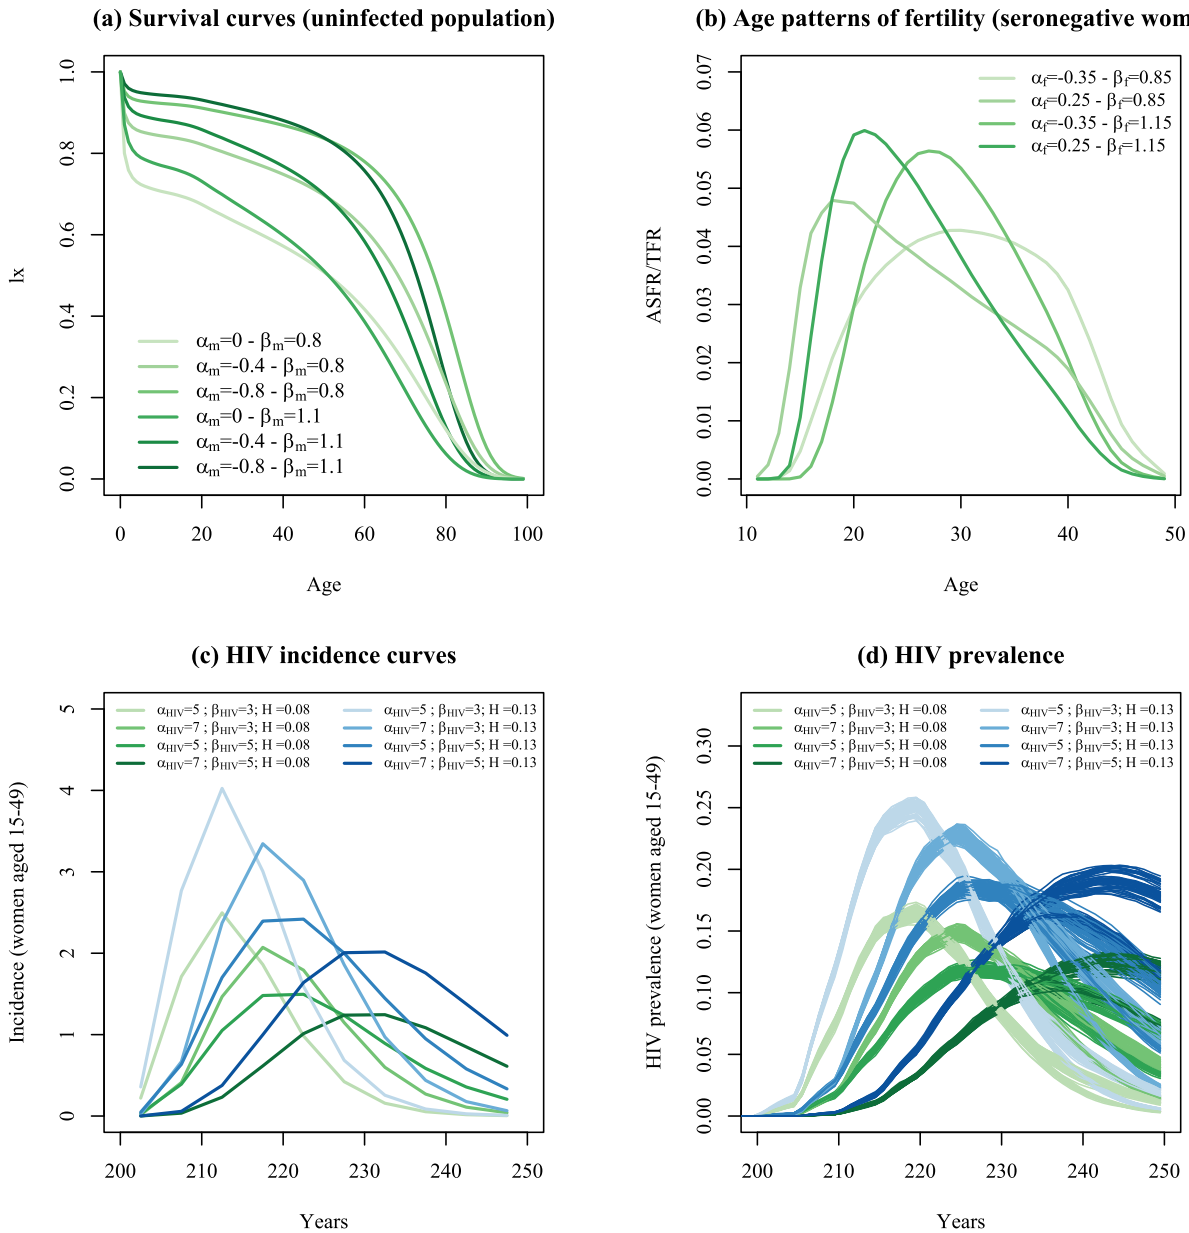 (a) Survival curves (uninfected population)
lx
1.0
0.8
0.6
0.4
0.2
0.0
αm=0 - βm=0.8
αm=-0.4 - βm=0.8
αm=-0.8 - βm=0.8
αm=0 - βm=1.1
αm=-0.4 - βm=1.1
αm=-0.8 - βm=1.1
0 20 40 60 80 100
Age
(b) Age patterns of fertility (seronegative wom
ASFR/TFR
0.07
0.06
0.05
0.04
0.03
0.02
0.01
0.00
αf=-0.35 - βf=0.85
αf=0.25 - βf=0.85
αf=-0.35 - βf=1.15
αf=0.25 - βf=1.15
10 20 30 40 50
Age
(c) HIV incidence curves
Incidence (women aged 15-49)
5
4
3
2
1
0
αHIV=5 ; βHIV=3; H =0.08
αHIV=7 ; βHIV=3; H =0.08
αHIV=5 ; βHIV=5; H =0.08
αHIV=7 ; βHIV=5; H =0.08
αHIV=5 ; βHIV=3; H =0.13
αHIV=7 ; βHIV=3; H =0.13
αHIV=5 ; βHIV=5; H =0.13
αHIV=7 ; βHIV=5; H =0.13
200 210 220 230 240 250
Years
(d) HIV prevalence
HIV prevalence (women aged 15-49)
0.30
0.25
0.20
0.15
0.10
0.05
0.00
αHIV=5 ; βHIV=3; H =0.08
αHIV=7 ; βHIV=3; H =0.08
αHIV=5 ; βHIV=5; H =0.08
αHIV=7 ; βHIV=5; H =0.08
αHIV=5 ; βHIV=3; H =0.13
αHIV=7 ; βHIV=3; H =0.13
αHIV=5 ; βHIV=5; H =0.13
αHIV=7 ; βHIV=5; H =0.13
200 210 220 230 240 250
Years